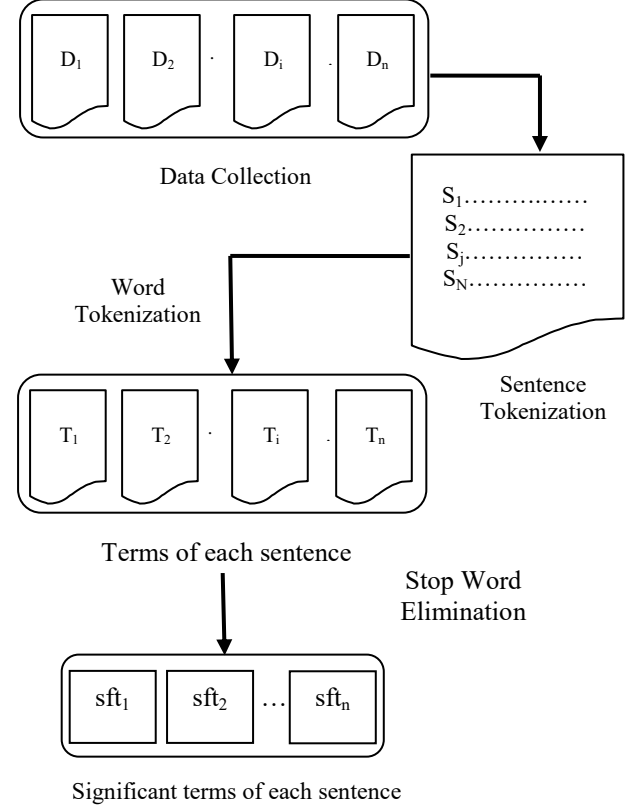 D₁ D₂ . Dᵢ . Dₙ
Data Collection
S₁………..……
S₂……………
Sⱼ……………
S_N……………
Word
Tokenization
Sentence
Tokenization
T₁ T₂ . Tᵢ . Tₙ
Terms of each sentence
Stop Word
Elimination
sft₁ sft₂ … sftₙ
Significant terms of each sentence